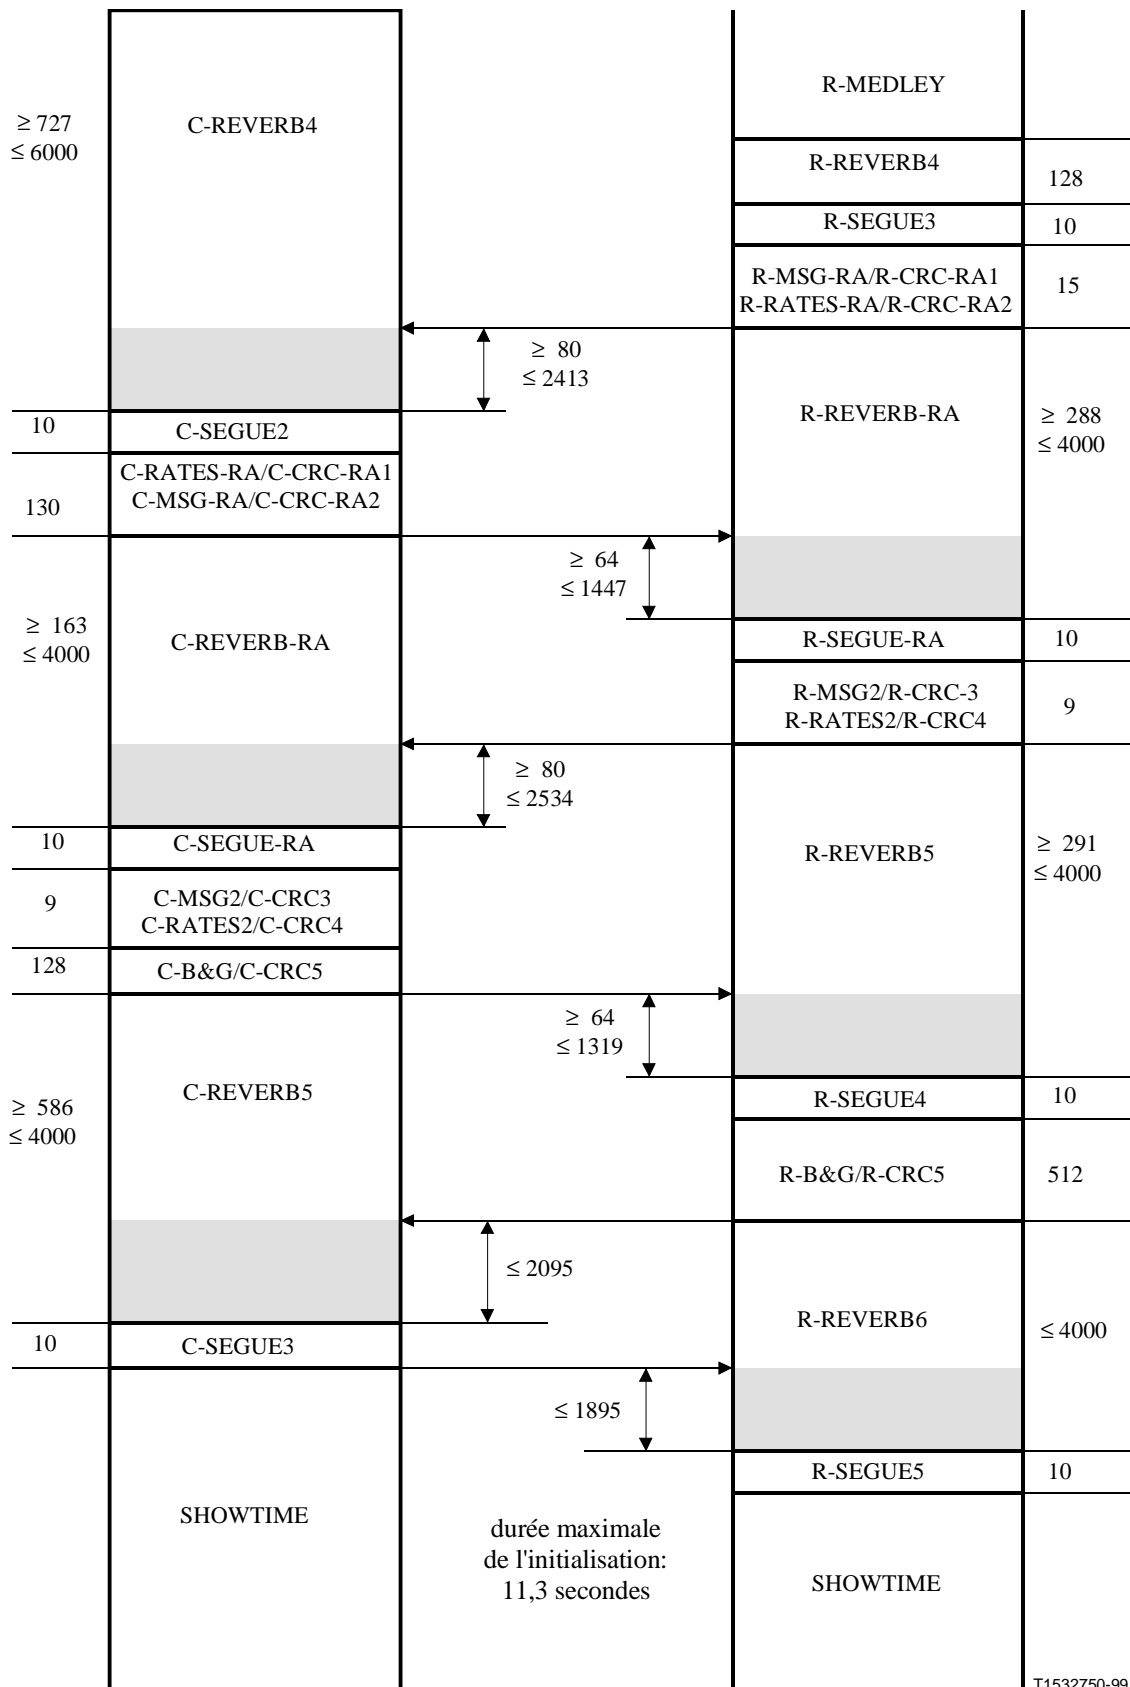 R-MEDLEY
≥ 727
≤ 6000
C-REVERB4
R-REVERB4
128
R-SEGUE3
10
R-MSG-RA/R-CRC-RA1
R-RATES-RA/R-CRC-RA2
15
≥ 80
≤ 2413
R-REVERB-RA
≥ 288
≤ 4000
10
C-SEGUE2
C-RATES-RA/C-CRC-RA1
C-MSG-RA/C-CRC-RA2
130
≥ 64
≤ 1447
≥ 163
≤ 4000
C-REVERB-RA
R-SEGUE-RA
10
R-MSG2/R-CRC-3
R-RATES2/R-CRC4
9
≥ 80
≤ 2534
10
C-SEGUE-RA
R-REVERB5
≥ 291
≤ 4000
9
C-MSG2/C-CRC3
C-RATES2/C-CRC4
128
C-B&G/C-CRC5
≥ 64
≤ 1319
C-REVERB5
≥ 586
≤ 4000
R-SEGUE4
10
R-B&G/R-CRC5
512
≤ 2095
R-REVERB6
≤ 4000
10
C-SEGUE3
≤ 1895
R-SEGUE5
10
SHOWTIME
durée maximale
de l'initialisation:
11,3 secondes
SHOWTIME
T1532750-99